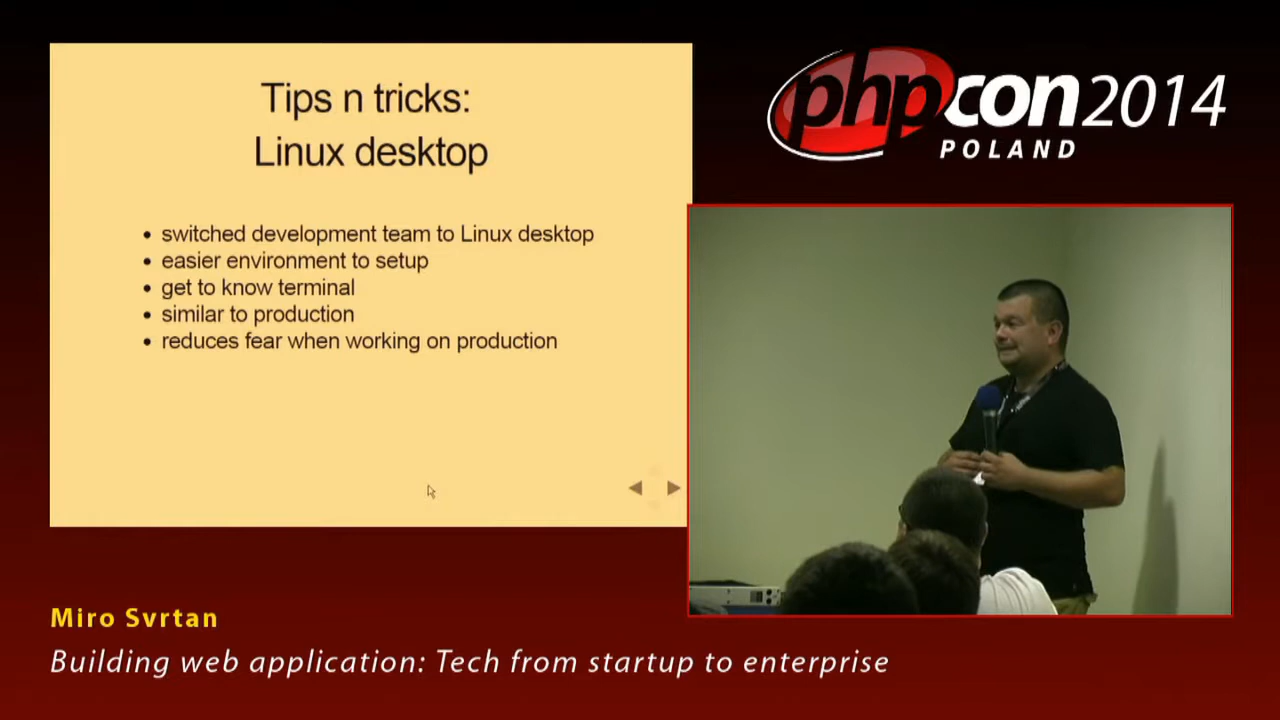 Tips n tricks:
Linux desktop
• switched development team to Linux desktop
• easier environment to setup
• get to know terminal
• similar to production
• reduces fear when working on production
phpcon2014
POLAND
Miro Svrtan
Building web application: Tech from startup to enterprise